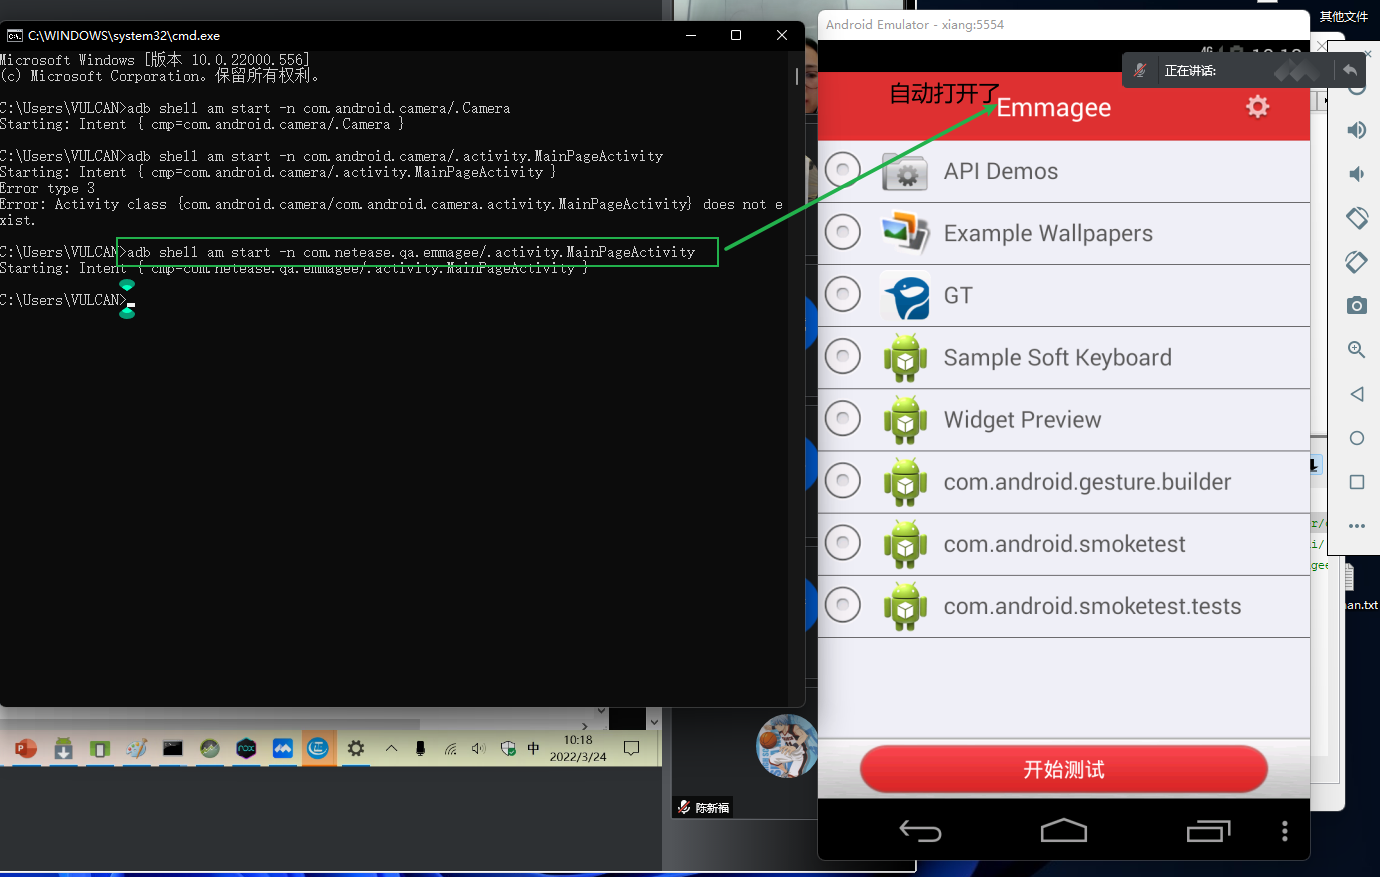 C:\WINDOWS\system32\cmd.exe
Microsoft Windows [版本 10.0.22000.556]
(c) Microsoft Corporation。保留所有权利。
C:\Users\VULCAN>adb shell am start -n com.android.camera/.Camera
Starting: Intent { cmp=com.android.camera/.Camera }
C:\Users\VULCAN>adb shell am start -n com.android.camera/.activity.MainPageActivity
Starting: Intent { cmp=com.android.camera/.activity.MainPageActivity }
Error type 3
Error: Activity class {com.android.camera/com.android.camera.activity.MainPageActivity} does not e
xist.
C:\Users\VULCAN>adb shell am start -n com.netease.qa.emmagee/.activity.MainPageActivity
Starting: Intent { cmp=com.netease.qa.emmagee/.activity.MainPageActivity }
C:\Users\VULCAN>
中
10:18
2022/3/24
陈新福
Android Emulator - xiang:5554
自动打开了
Emmagee
API Demos
Example Wallpapers
GT
Sample Soft Keyboard
Widget Preview
com.android.gesture.builder
com.android.smoketest
com.android.smoketest.tests
开始测试
其他文件
正在讲话: